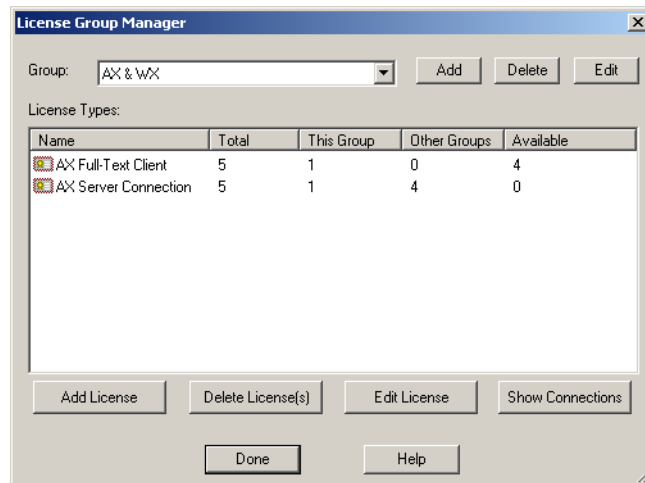 License Group Manager
Group: AX & WX Add Delete Edit
License Types:
Name Total This Group Other Groups Available
AX Full-Text Client 5 1 0 4
AX Server Connection 5 1 4 0
Add License Delete License(s) Edit License Show Connections
Done Help